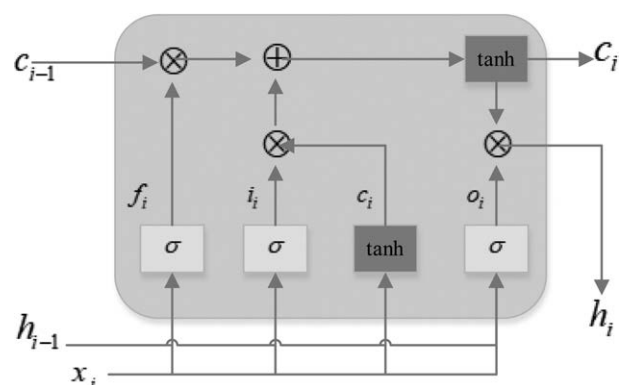 c_{i-1} tanh c_i
f_i i_i c_i o_i
σ σ tanh σ
h_{i-1} h_i
x_i